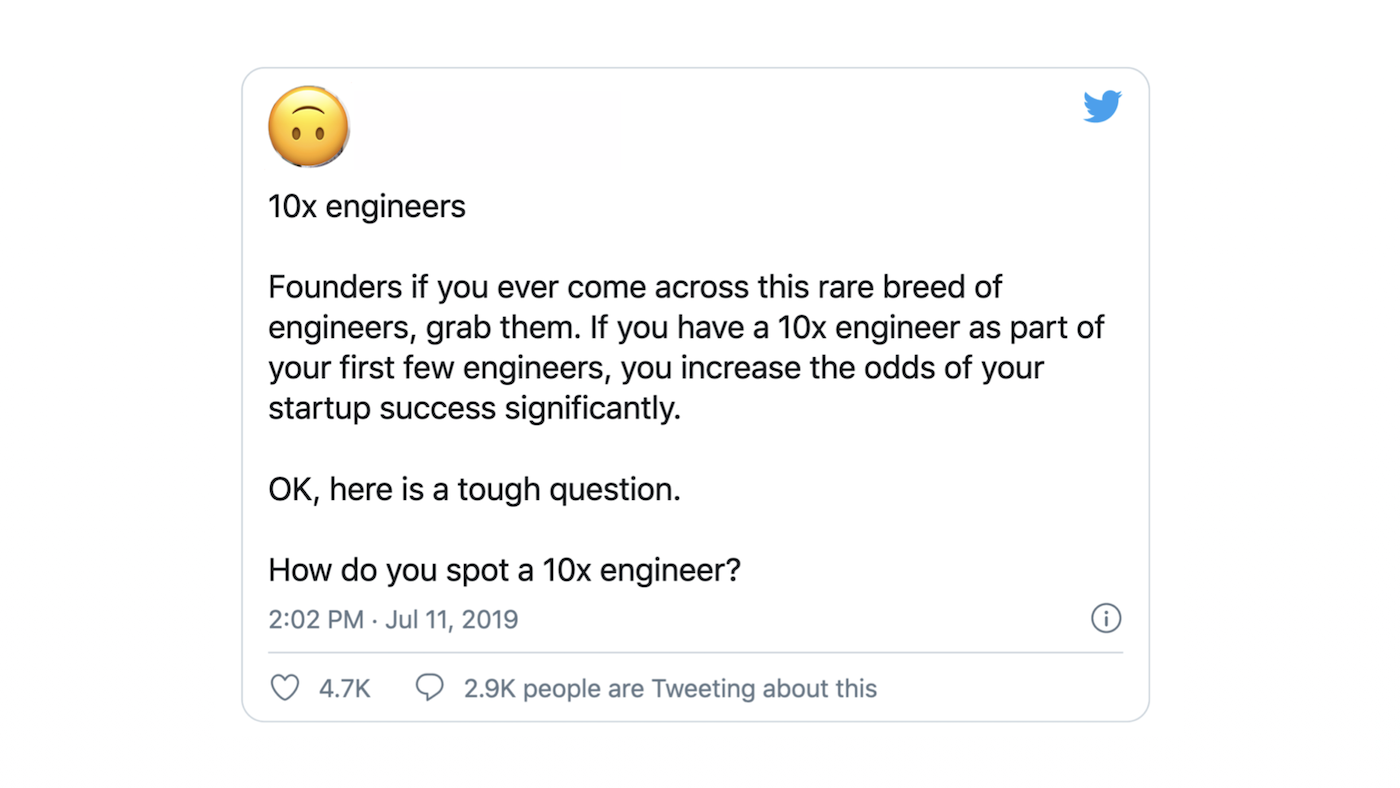 10x engineers
Founders if you ever come across this rare breed of
engineers, grab them. If you have a 10x engineer as part of
your first few engineers, you increase the odds of your
startup success significantly.
OK, here is a tough question.
How do you spot a 10x engineer?
2:02 PM · Jul 11, 2019
4.7K 2.9K people are Tweeting about this